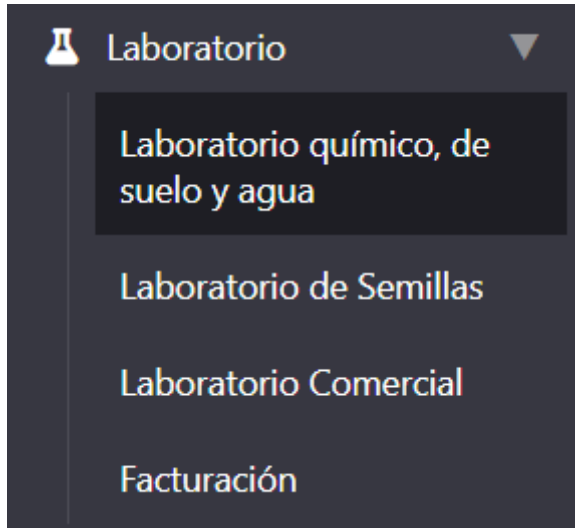 Laboratorio
Laboratorio químico, de
suelo y agua
Laboratorio de Semillas
Laboratorio Comercial
Facturación